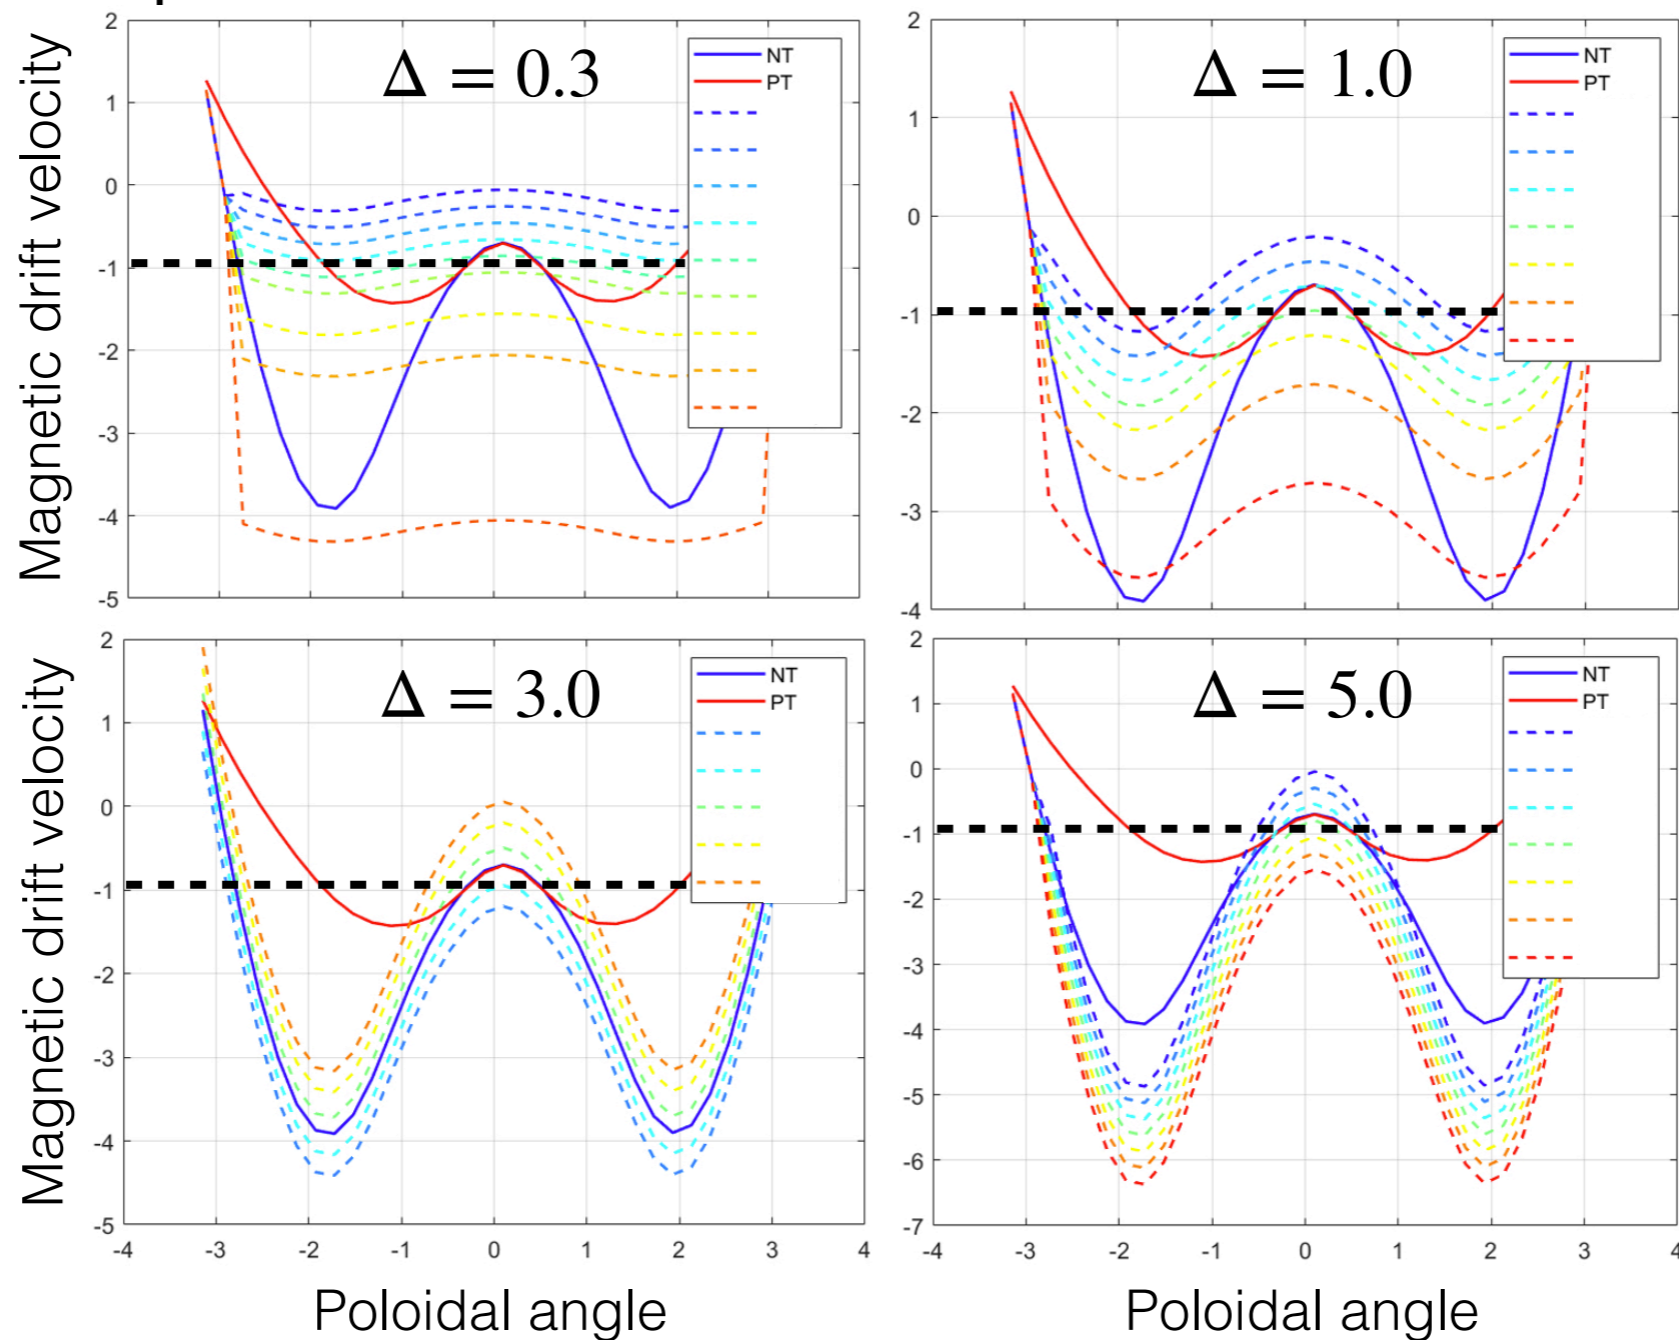 Δ = 0.3
NT
PT
Magnetic drift velocity
2
1
0
-1
-2
-3
-4
-5
Δ = 1.0
NT
PT
2
1
0
-1
-2
-3
-4
Δ = 3.0
NT
PT
Magnetic drift velocity
2
1
0
-1
-2
-3
-4
-5
-4 -3 -2 -1 0 1 2 3 4
Poloidal angle
Δ = 5.0
NT
PT
2
1
0
-1
-2
-3
-4
-5
-6
-7
-4 -3 -2 -1 0 1 2 3 4
Poloidal angle